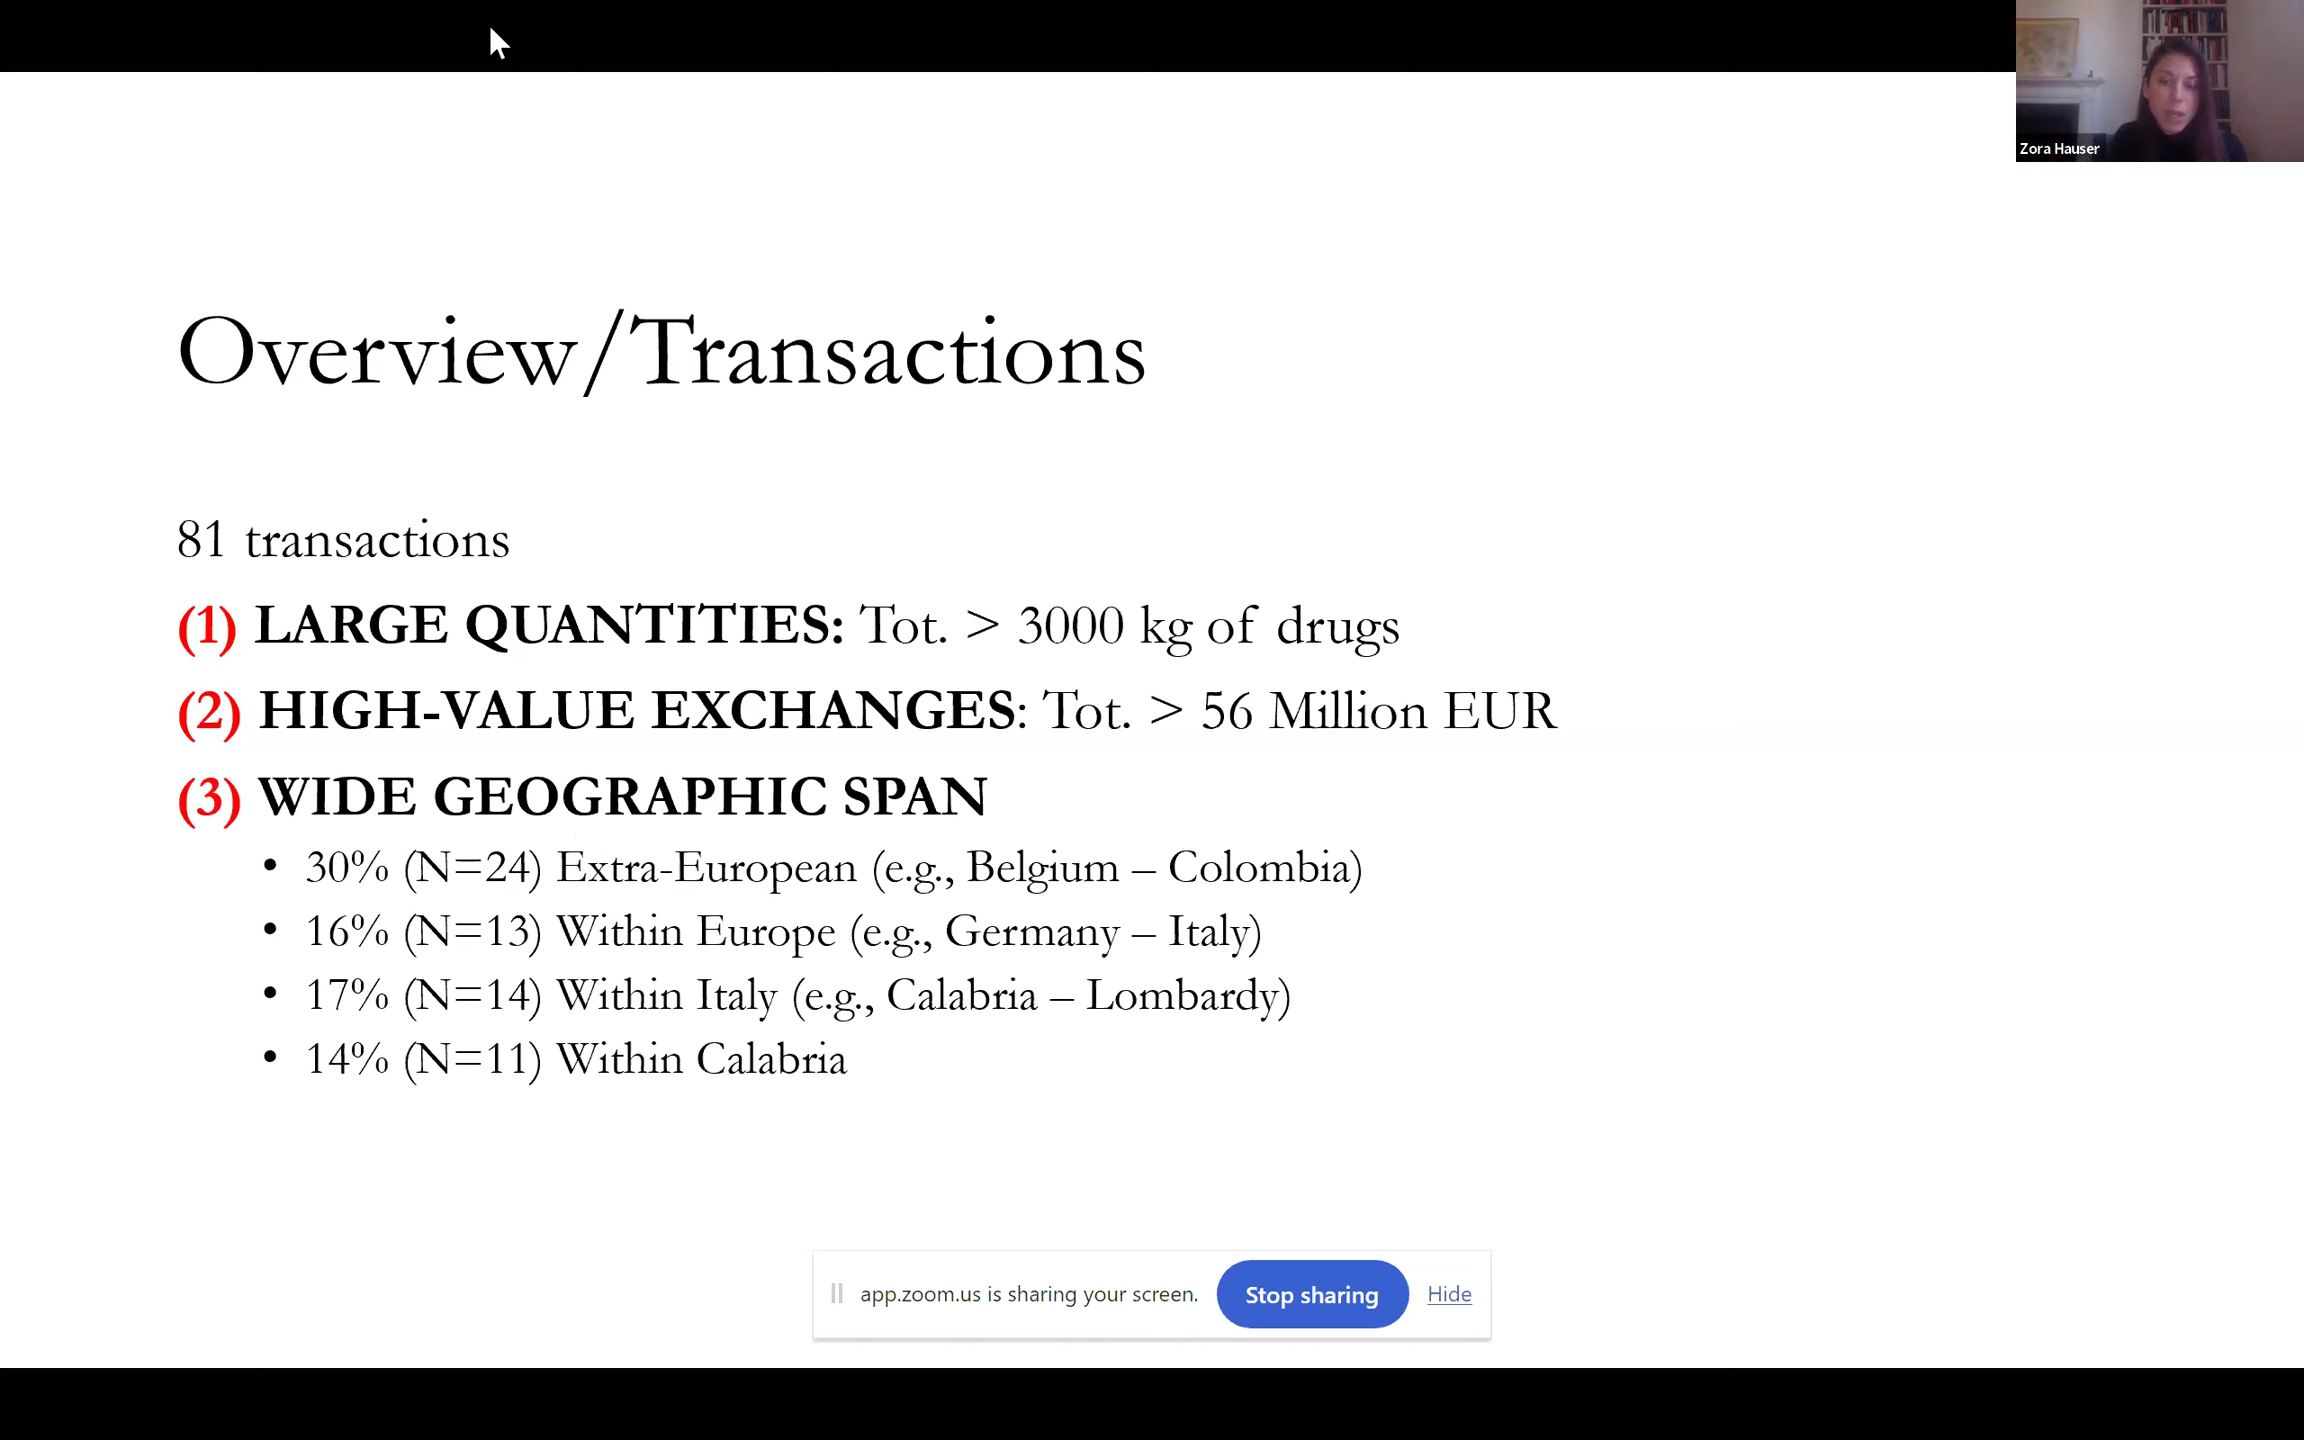 Zora Hauser
Overview/Transactions
81 transactions
(1) LARGE QUANTITIES: Tot. > 3000 kg of drugs
(2) HIGH-VALUE EXCHANGES: Tot. > 56 Million EUR
(3) WIDE GEOGRAPHIC SPAN
• 30% (N=24) Extra-European (e.g., Belgium – Colombia)
• 16% (N=13) Within Europe (e.g., Germany – Italy)
• 17% (N=14) Within Italy (e.g., Calabria – Lombardy)
• 14% (N=11) Within Calabria
app.zoom.us is sharing your screen. Stop sharing Hide